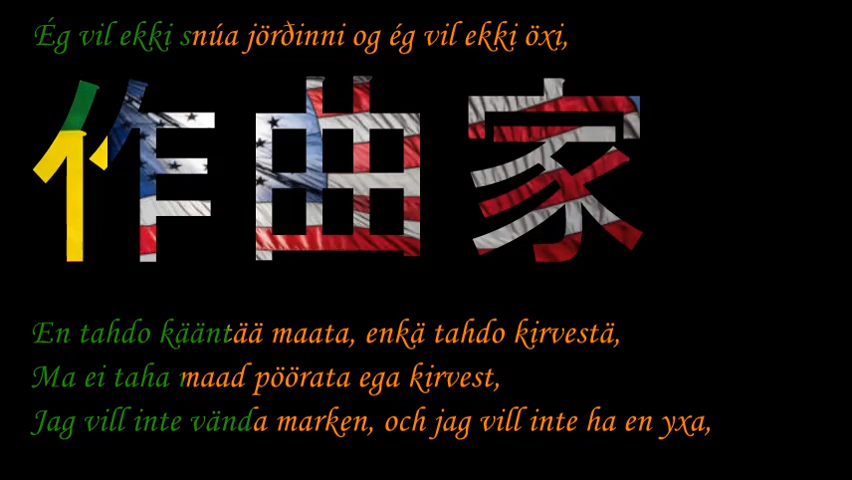 Ég vil ekki snúa jörðinni og ég vil ekki öxi,
作曲家
En tahdo kääntää maata, enkä tahdo kirvestä,
Ma ei taha maad pöörata ega kirvest,
Jag vill inte vända marken, och jag vill inte ha en yxa,